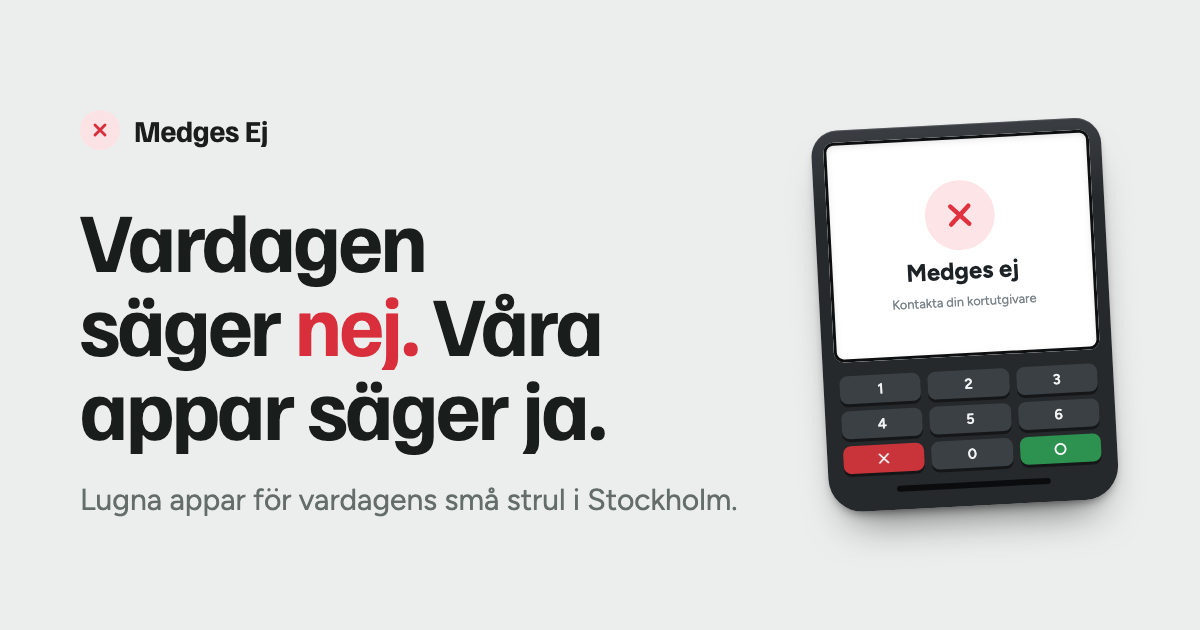 Medges Ej
Vardagen
säger nej. Våra
appar säger ja.
Lugna appar för vardagens små strul i Stockholm.
Medges ej
Kontakta din kortutgivare
1 2 3
4 5 6
0